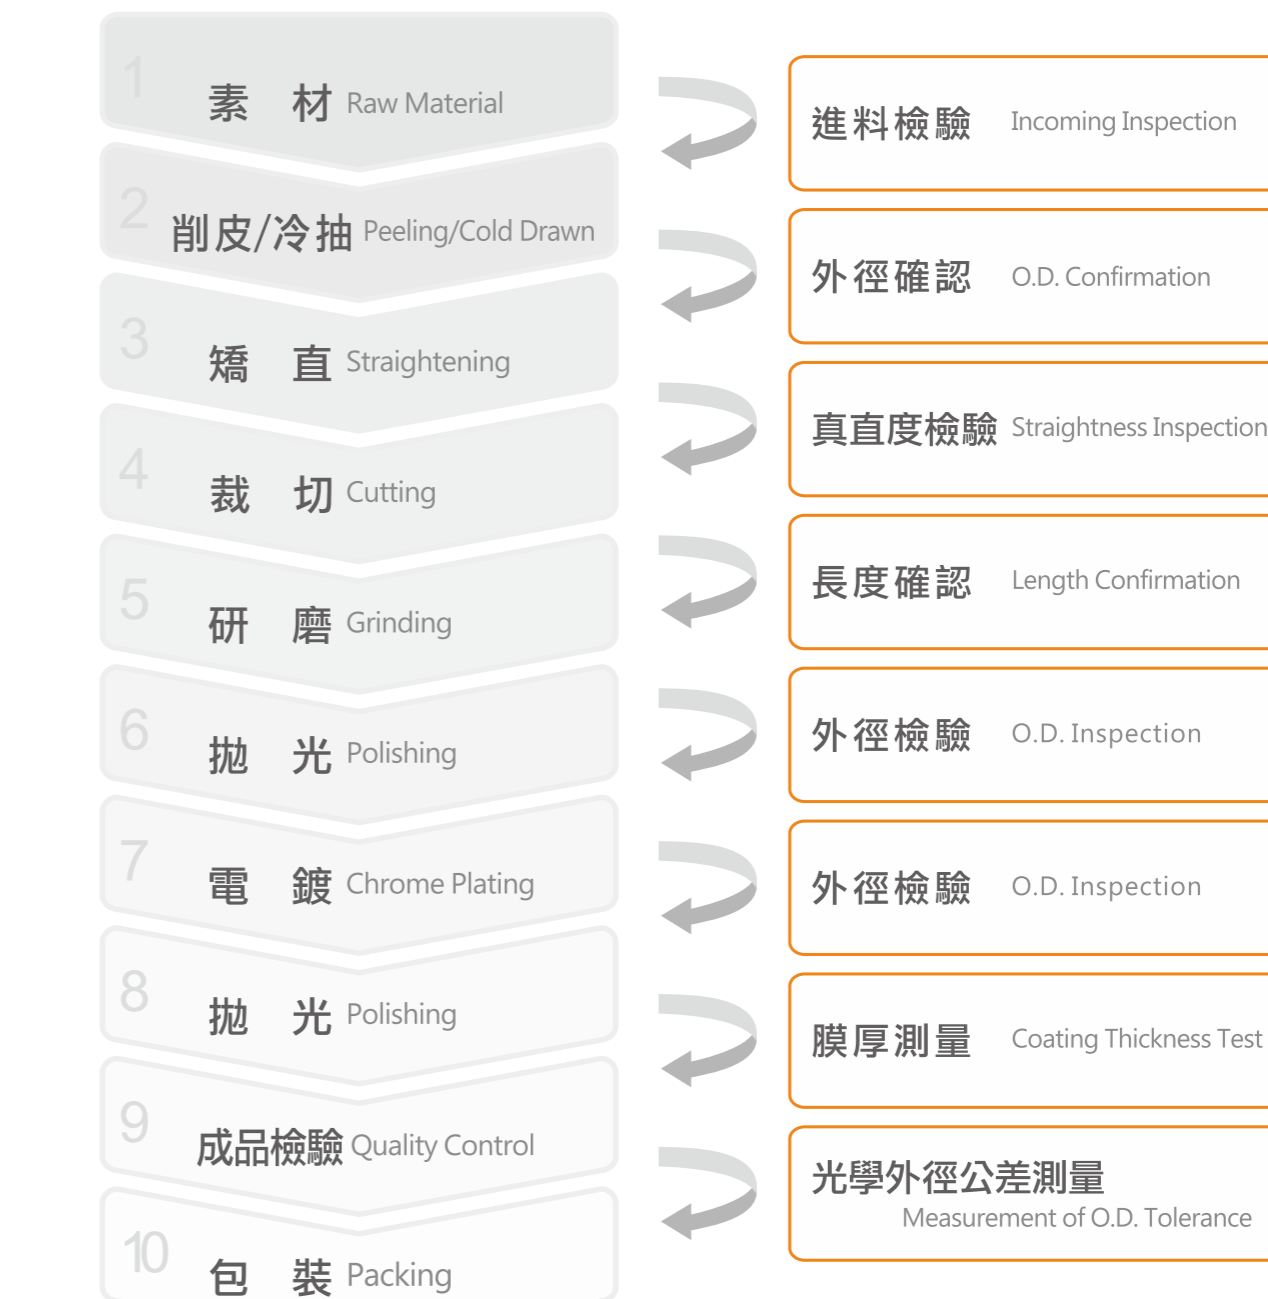 1
素 材 Raw Material
2
削皮/冷抽 Peeling/Cold Drawn
3
矯 直 Straightening
4
裁 切 Cutting
5
研 磨 Grinding
6
拋 光 Polishing
7
電 鍍 Chrome Plating
8
拋 光 Polishing
9
成品檢驗 Quality Control
10
包 裝 Packing
進料檢驗 Incoming Inspection
外徑確認 O.D. Confirmation
真直度檢驗 Straightness Inspection
長度確認 Length Confirmation
外徑檢驗 O.D. Inspection
外徑檢驗 O.D. Inspection
膜厚測量 Coating Thickness Test
光學外徑公差測量
Measurement of O.D. Tolerance